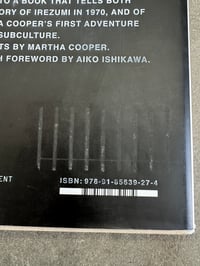 TO A BOOK THAT TELLS BOTH
ORY OF IREZUMI IN 1970, AND OF
A COOPER'S FIRST ADVENTURE
SUBCULTURE.
TS BY MARTHA COOPER.
H FOREWORD BY AIKO ISHIKAWA.
ENT
ISBN: 978-91-85639-27-4